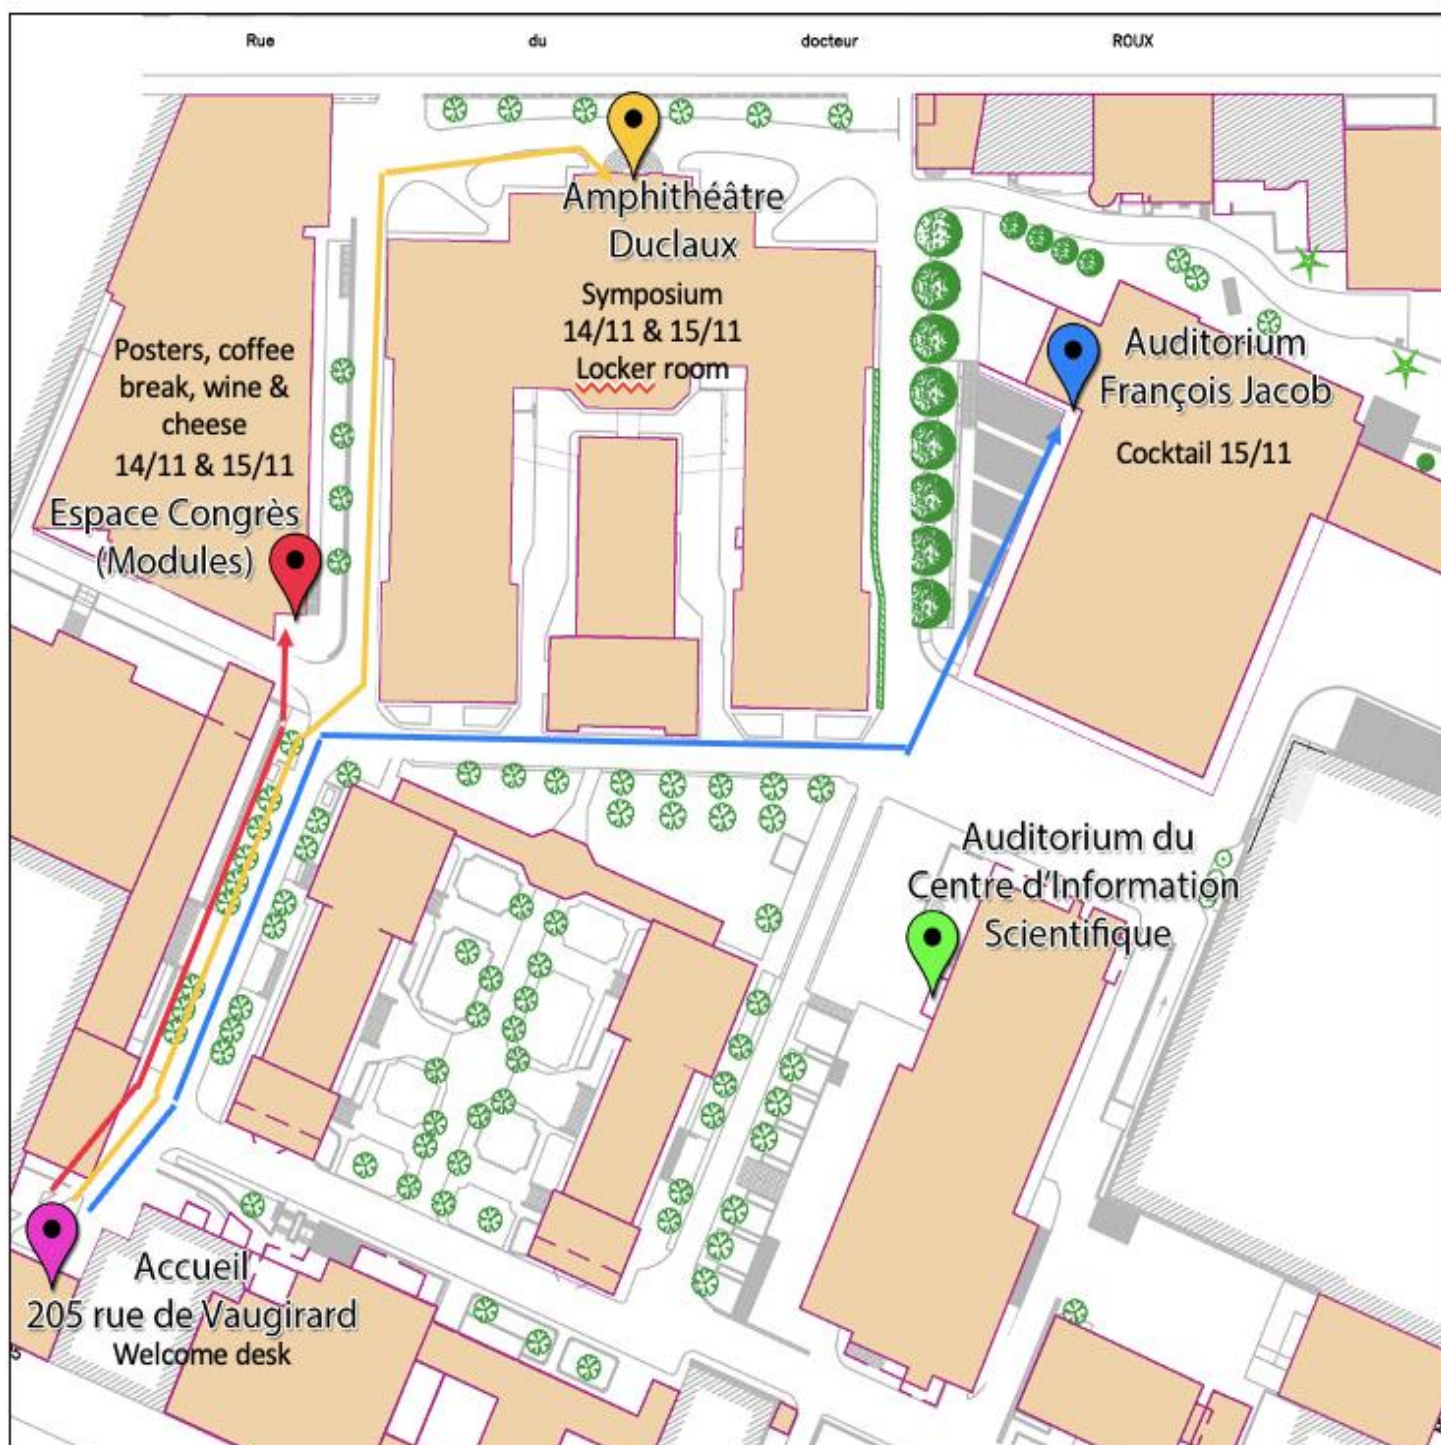 Rue du docteur ROUX
Amphithéâtre
Duclaux
Symposium
14/11 & 15/11
Locker room
Posters, coffee
break, wine &
cheese
14/11 & 15/11
Espace Congrès
(Modules)
Auditorium
François Jacob
Cocktail 15/11
Auditorium du
Centre d'Information
Scientifique
Accueil
205 rue de Vaugirard
Welcome desk